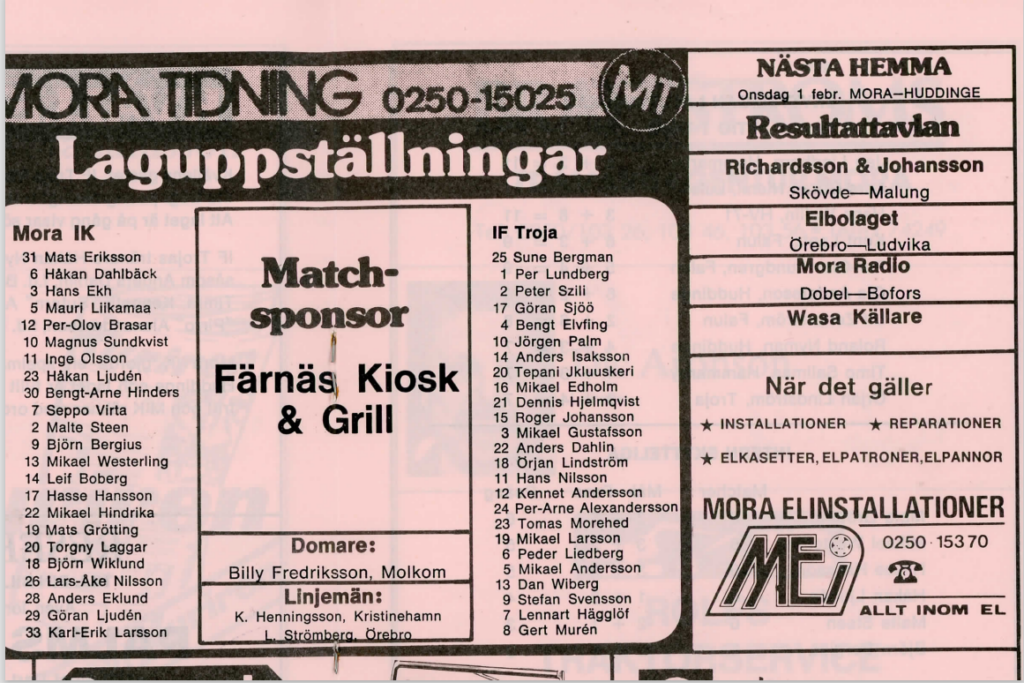 MORA TIDNING 0250-15025 MT
Laguppställningar
Mora IK
31 Mats Eriksson
6 Håkan Dahlbäck
3 Hans Ekh
5 Mauri Liikamaa
12 Per-Olov Brasar
10 Magnus Sundkvist
11 Inge Olsson
23 Håkan Ljudén
30 Bengt-Arne Hinders
7 Seppo Virta
2 Malte Steen
9 Björn Bergius
13 Mikael Westerling
14 Leif Boberg
17 Hasse Hansson
22 Mikael Hindrika
19 Mats Grötting
20 Torgny Laggar
18 Björn Wiklund
26 Lars-Åke Nilsson
28 Anders Eklund
29 Göran Ljudén
33 Karl-Erik Larsson
Match-
sponsor
Färnäs Kiosk
& Grill
Domare:
Billy Fredriksson, Molkom
Linjemän:
K. Henningsson, Kristinehamn
L. Strömberg, Örebro
IF Troja
25 Sune Bergman
1 Per Lundberg
2 Peter Szili
17 Göran Sjöö
4 Bengt Elvfing
10 Jörgen Palm
14 Anders Isaksson
20 Tepani Jkluuskeri
16 Mikael Edholm
21 Dennis Hjelmqvist
15 Roger Johansson
3 Mikael Gustafsson
22 Anders Dahlin
18 Örjan Lindström
11 Hans Nilsson
12 Kennet Andersson
24 Per-Arne Alexandersson
23 Tomas Morehed
19 Mikael Larsson
6 Peder Liedberg
5 Mikael Andersson
13 Dan Wiberg
9 Stefan Svensson
7 Lennart Hägglöf
8 Gert Murén
NÄSTA HEMMA
Onsdag 1 febr. MORA–HUDDINGE
Resultattavlan
Richardsson & Johansson
Skövde—Malung
Elbolaget
Örebro—Ludvika
Mora Radio
Dobel—Bofors
Wasa Källare
När det gäller
★ INSTALLATIONER ★ REPARATIONER
★ ELKASETTER, ELPATRONER, ELPANNOR
MORA ELINSTALLATIONER
MEi 0250-153 70
ALLT INOM EL